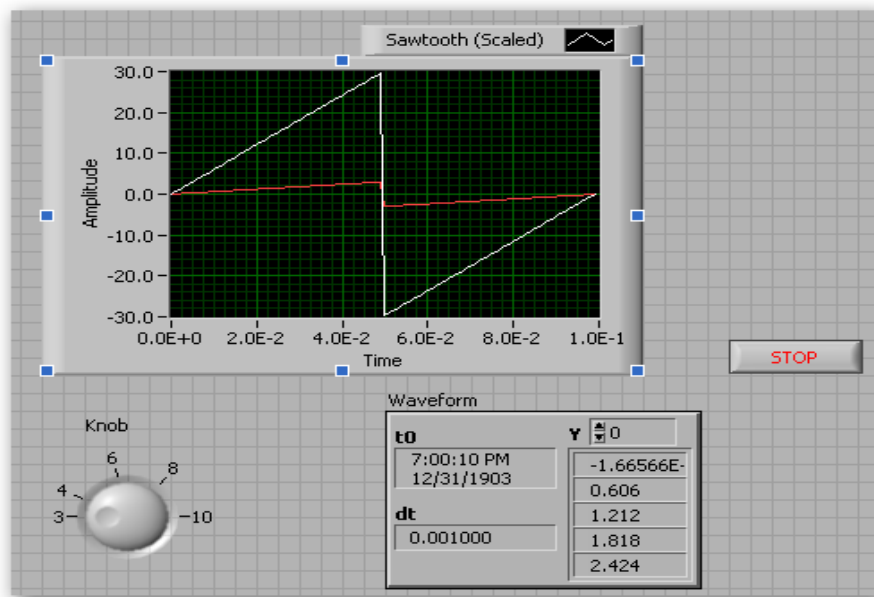 Sawtooth (Scaled)
30.0
20.0
10.0
0.0
-10.0
-20.0
-30.0
Amplitude
0.0E+0 2.0E-2 4.0E-2 6.0E-2 8.0E-2 1.0E-1
Time
STOP
Knob
3
4
6
8
10
Waveform
t0
7:00:10 PM
12/31/1903
dt
0.001000
Y 0
-1.66566E-
0.606
1.212
1.818
2.424